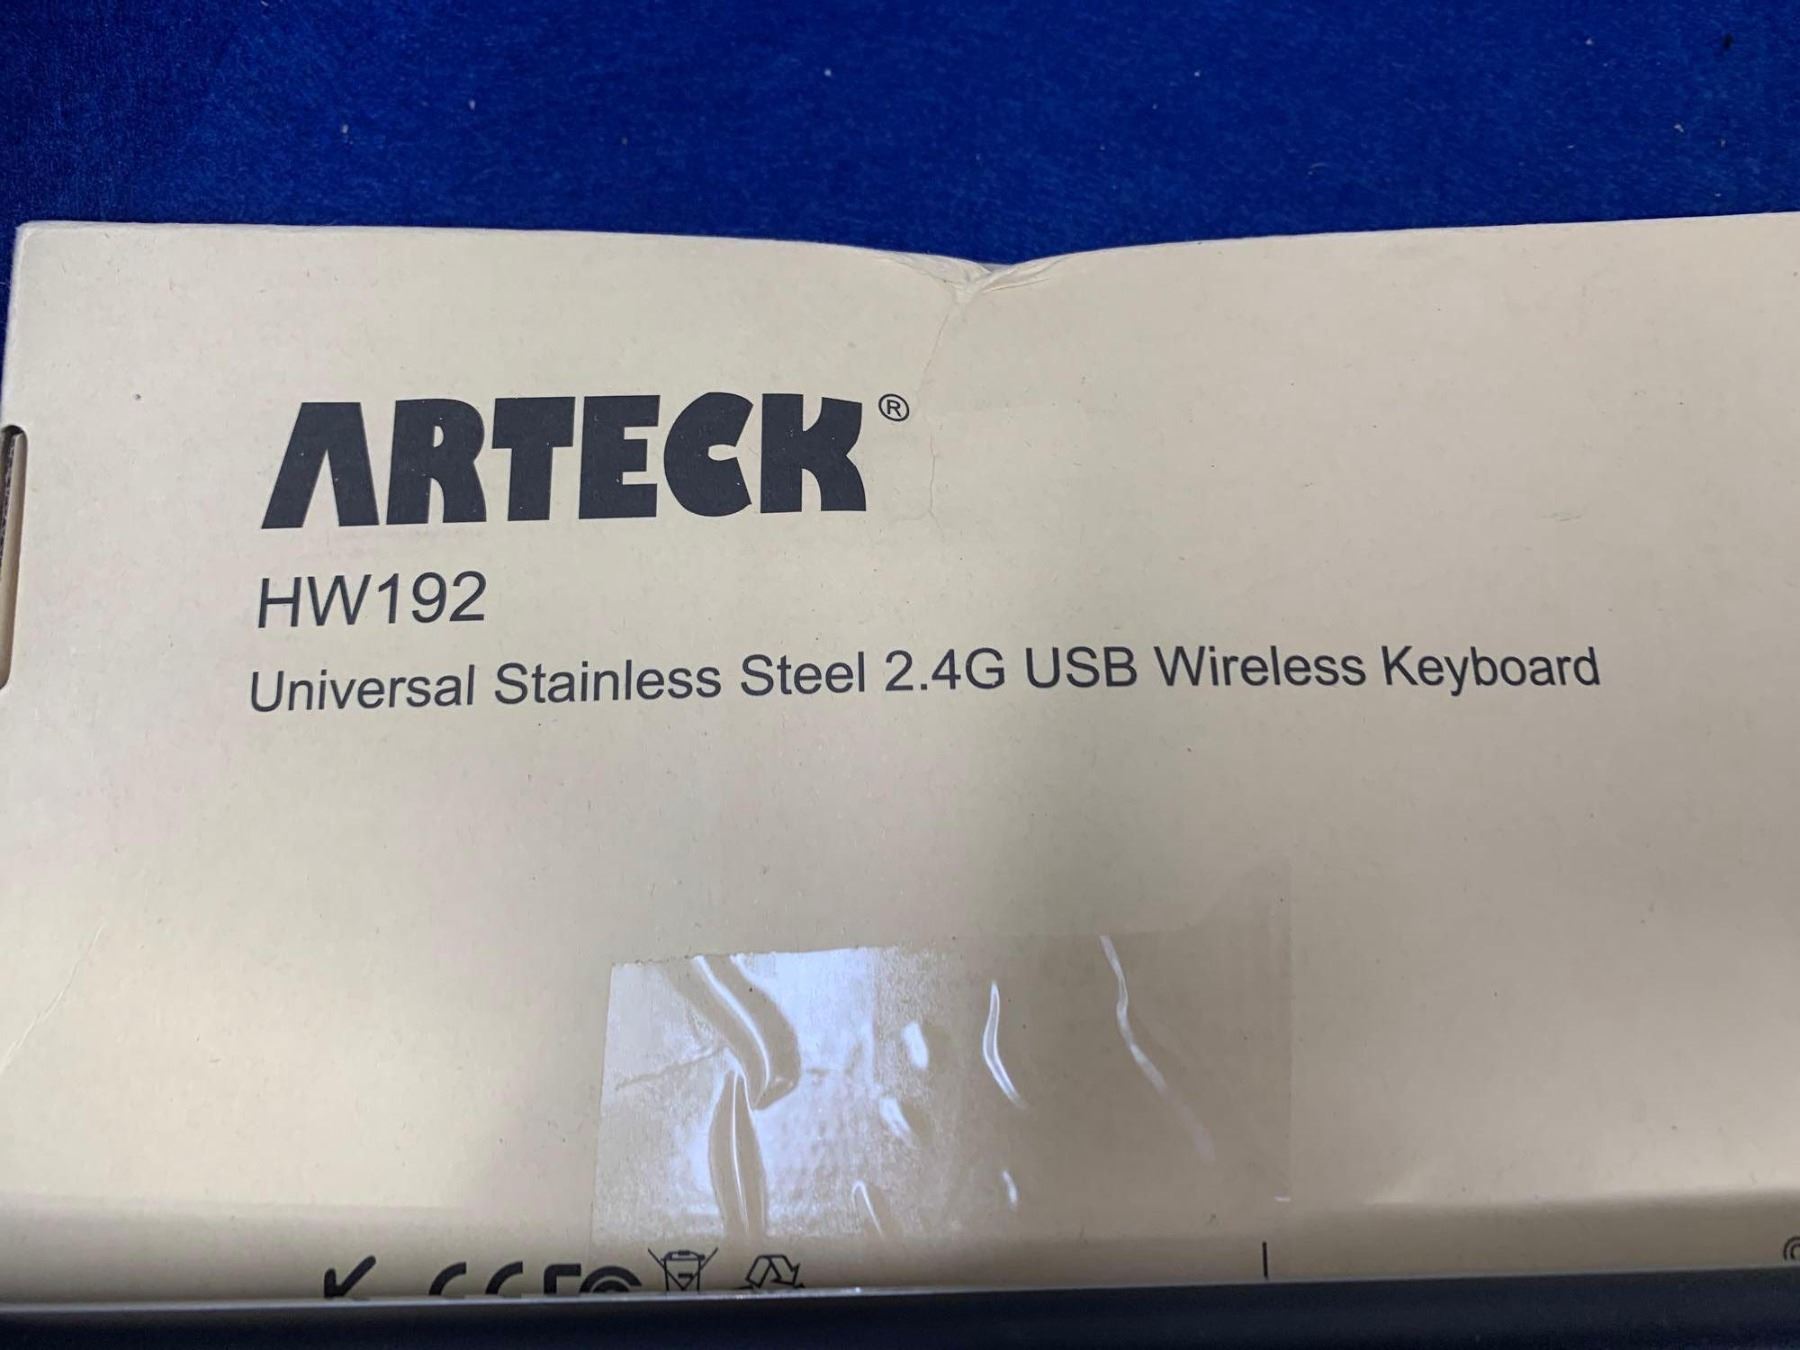 ARTECK®
HW192
Universal Stainless Steel 2.4G USB Wireless Keyboard